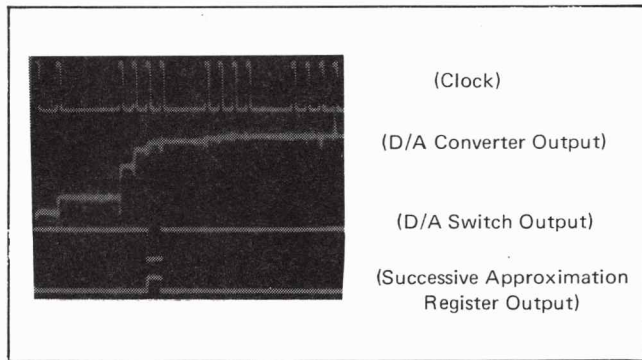 (Clock)
(D/A Converter Output)
(D/A Switch Output)
(Successive Approximation
Register Output)